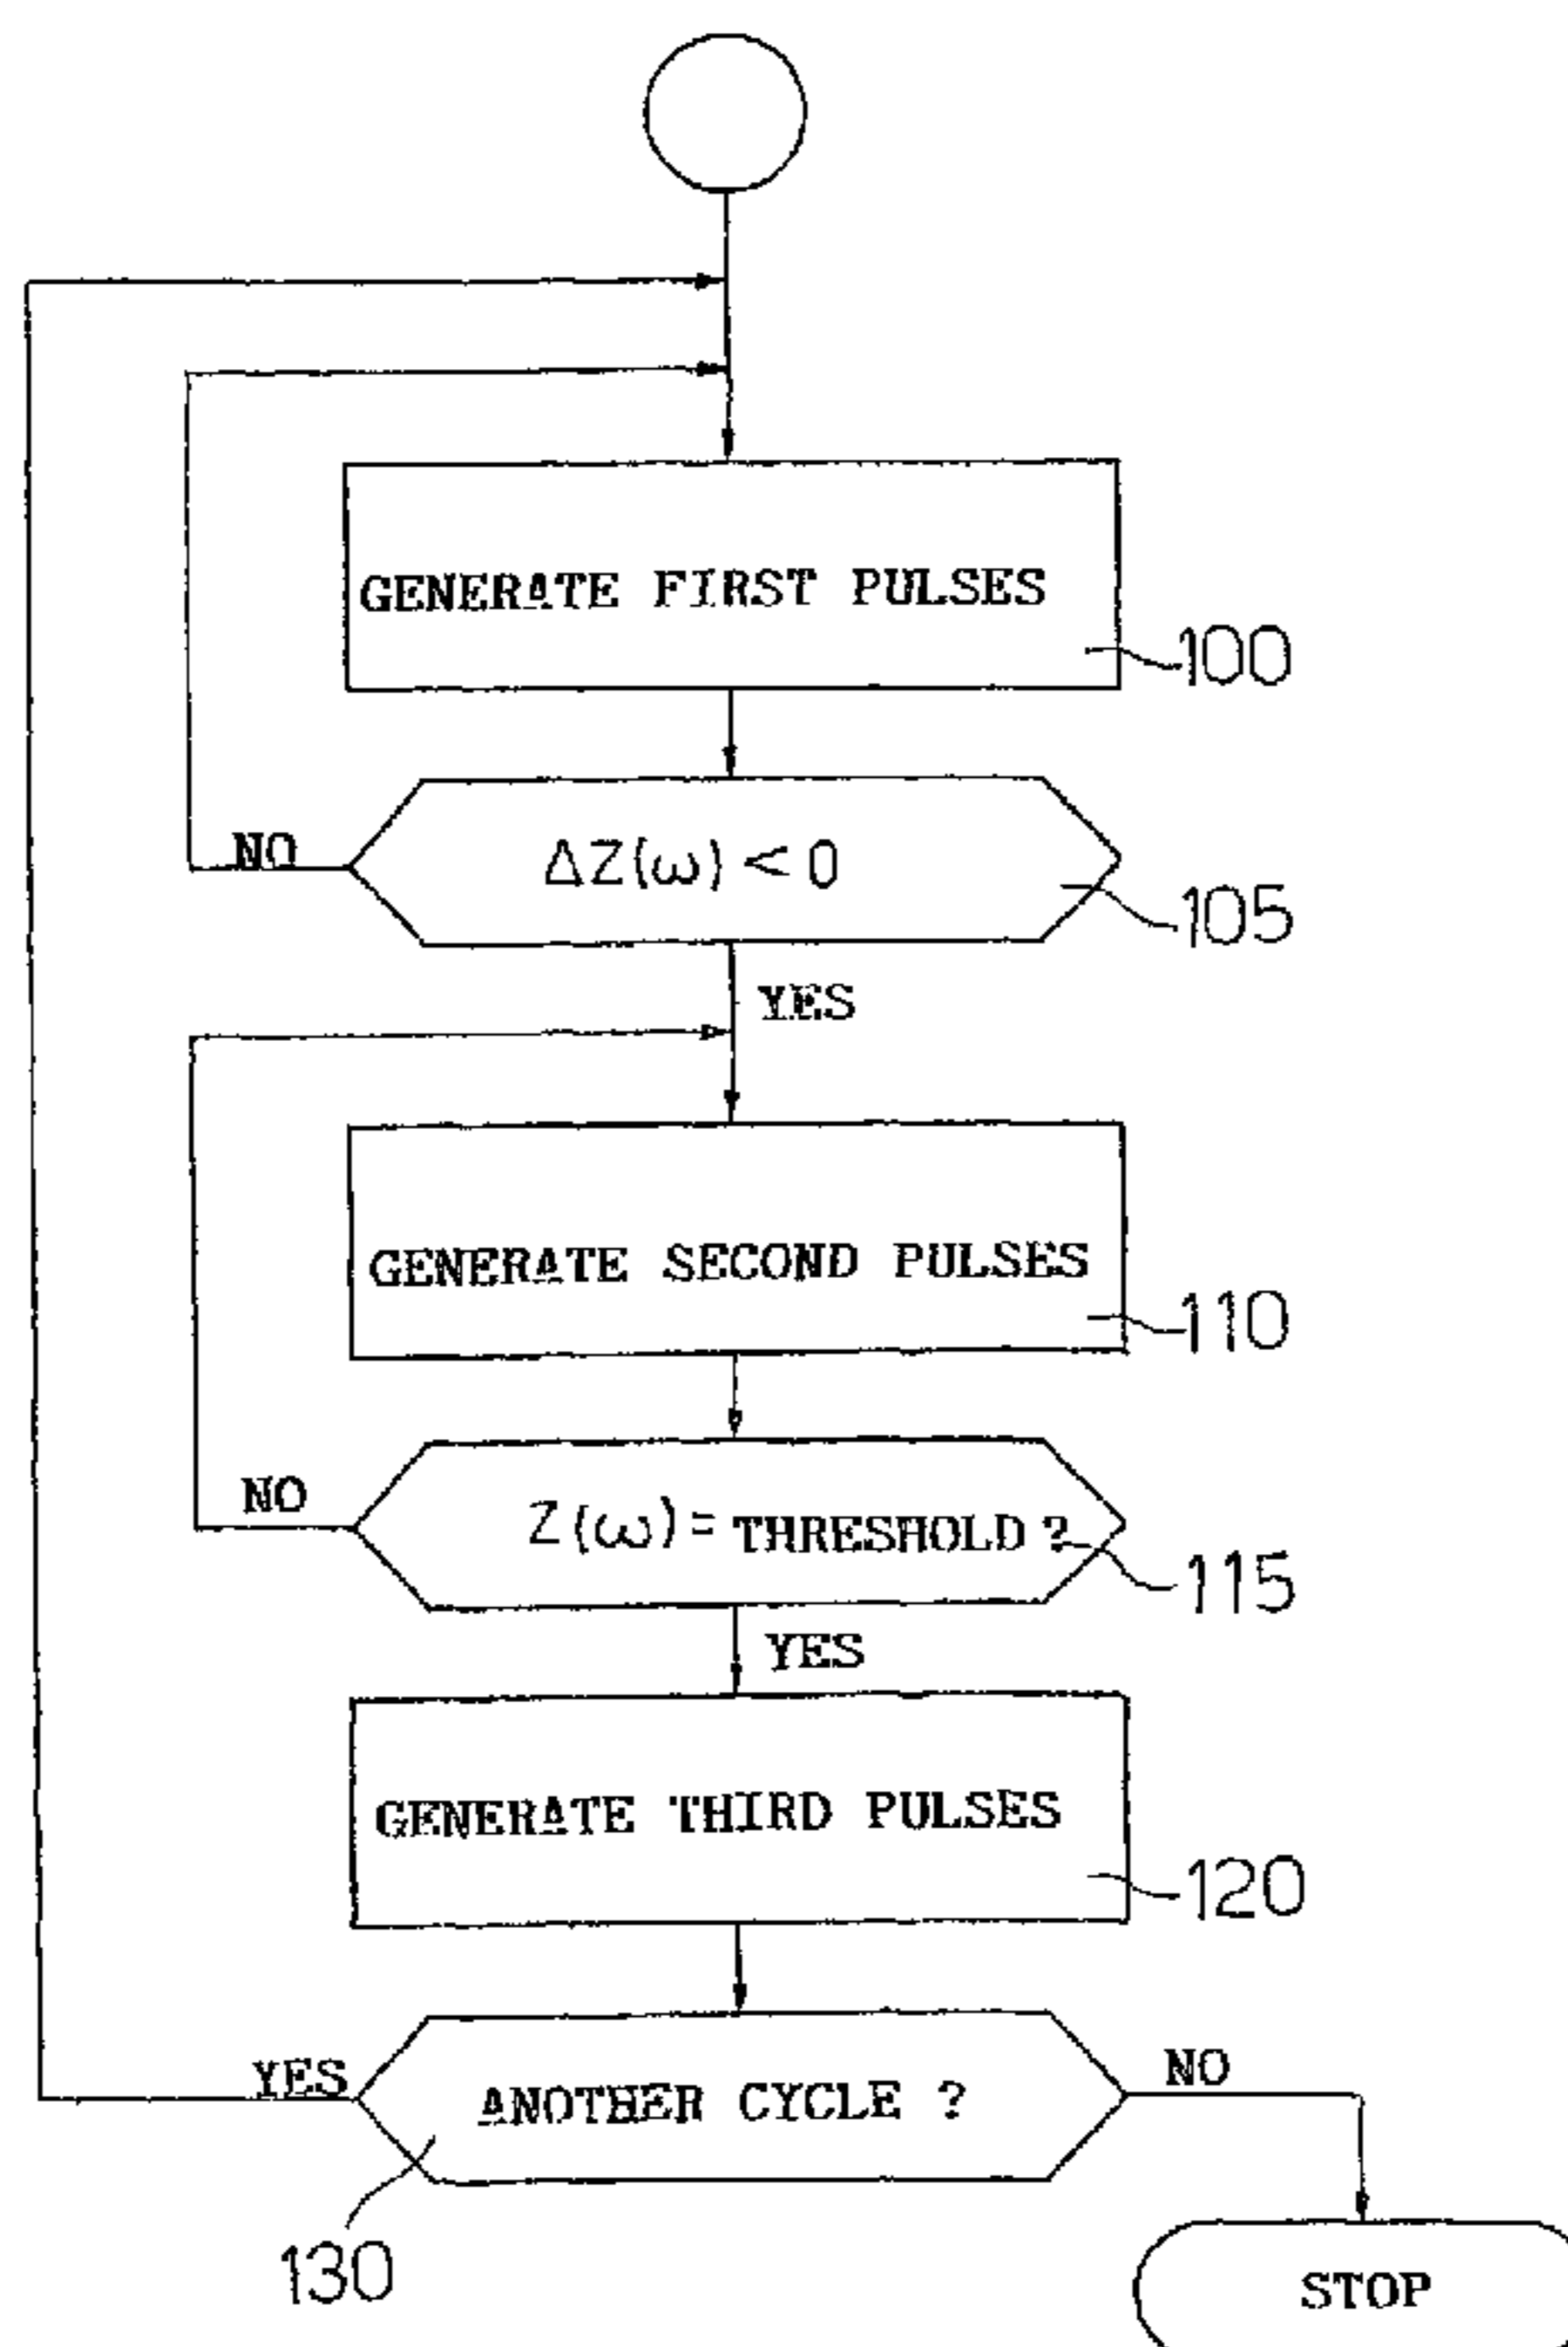 GENERATE FIRST PULSES
100
NO
ΔZ(ω) < 0
105
YES
GENERATE SECOND PULSES
110
NO
Z(ω) = THRESHOLD ?
115
YES
GENERATE THIRD PULSES
120
YES
ANOTHER CYCLE ?
NO
130
STOP